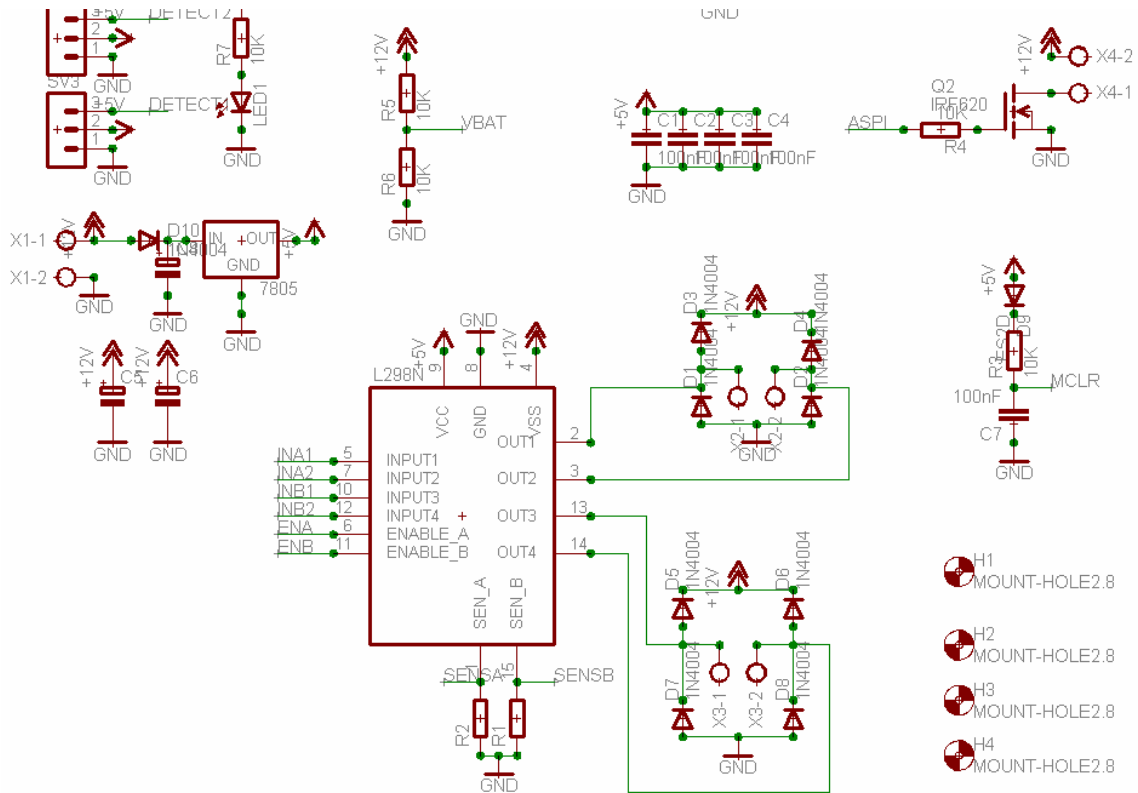 +5V
DETECT2
3
2
1
GND
SV3
+5V
DETECT1
3
2
1
GND
R7
10K
LED1
GND
+12V
R5
10K
VBAT
R6
10K
GND
GND
+5V
C1
C2
C3
C4
100nF
100nF
100nF
100nF
GND
+12V
X4-2
X4-1
Q2
IRF620
10K
ASPI
R4
GND
X1-1
+12V
D10
1N4004
IN
OUT
GND
+5V
7805
X1-2
GND
GND
GND
+12V
C5
GND
+12V
C6
GND
GND
+5V
+12V
9
8
4
L298N
VCC
GND
VSS
INA1
5
INPUT1
INA2
7
INPUT2
INB1
10
INPUT3
INB2
12
INPUT4
ENA
6
ENABLE_A
ENB
11
ENABLE_B
OUT1
2
OUT2
3
OUT3
13
OUT4
14
SEN_A
SEN_B
SENSA
1
15
SENSB
R2
R1
GND
D3
1N4004
+12V
D4
1N4004
D1
1N4004
D2
1N4004
X2-1
X2-2
GND
D5
1N4004
+12V
D6
1N4004
D7
1N4004
D8
1N4004
X3-1
X3-2
GND
+5V
D9
R3
10K
MCLR
100nF
C7
GND
H1
MOUNT-HOLE2.8
H2
MOUNT-HOLE2.8
H3
MOUNT-HOLE2.8
H4
MOUNT-HOLE2.8